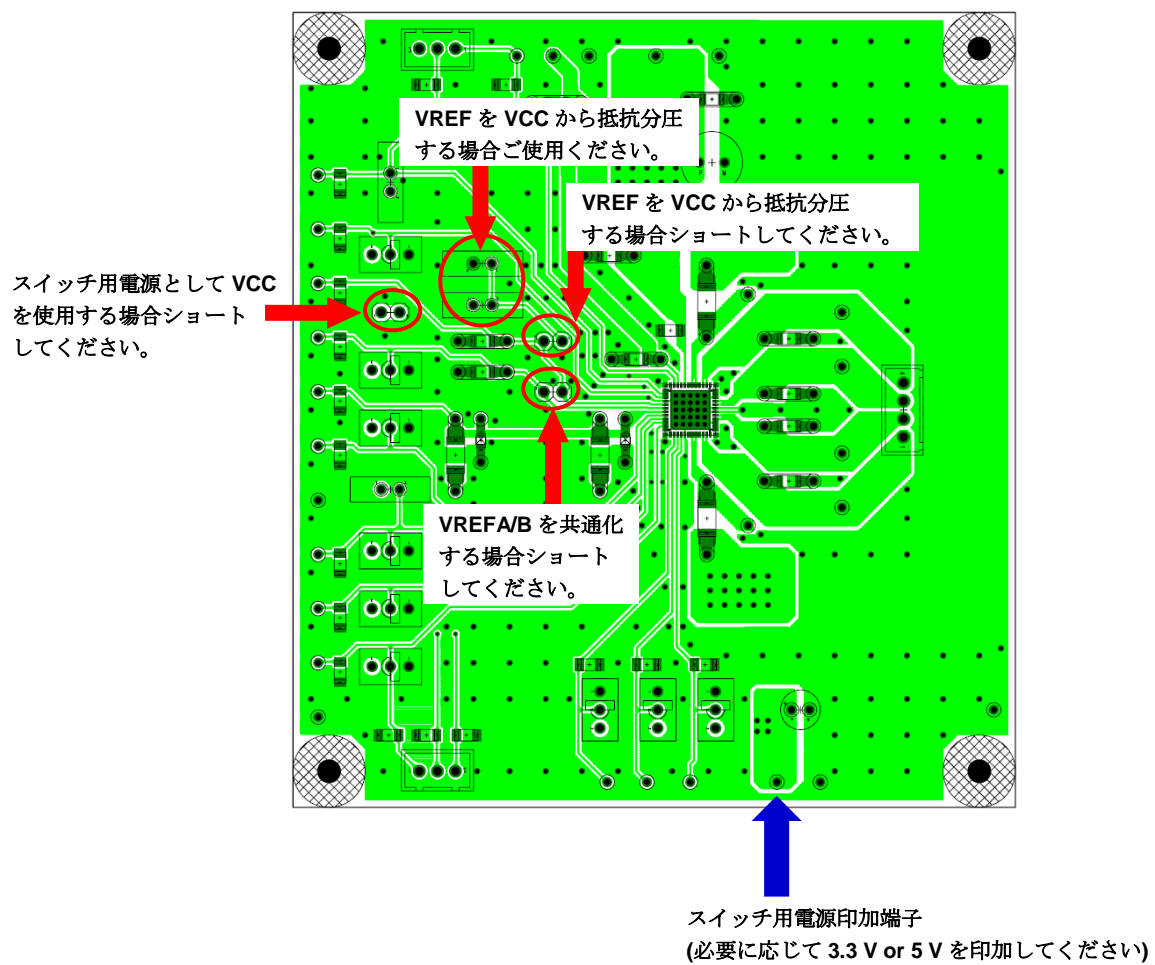 VREF を VCC から抵抗分圧
する場合ご使用ください。
VREF を VCC から抵抗分圧
する場合ショートしてください。
スイッチ用電源として VCC
を使用する場合ショート
してください。
VREFA/B を共通化
する場合ショート
してください。
スイッチ用電源印加端子
(必要に応じて 3.3 V or 5 V を印加してください)